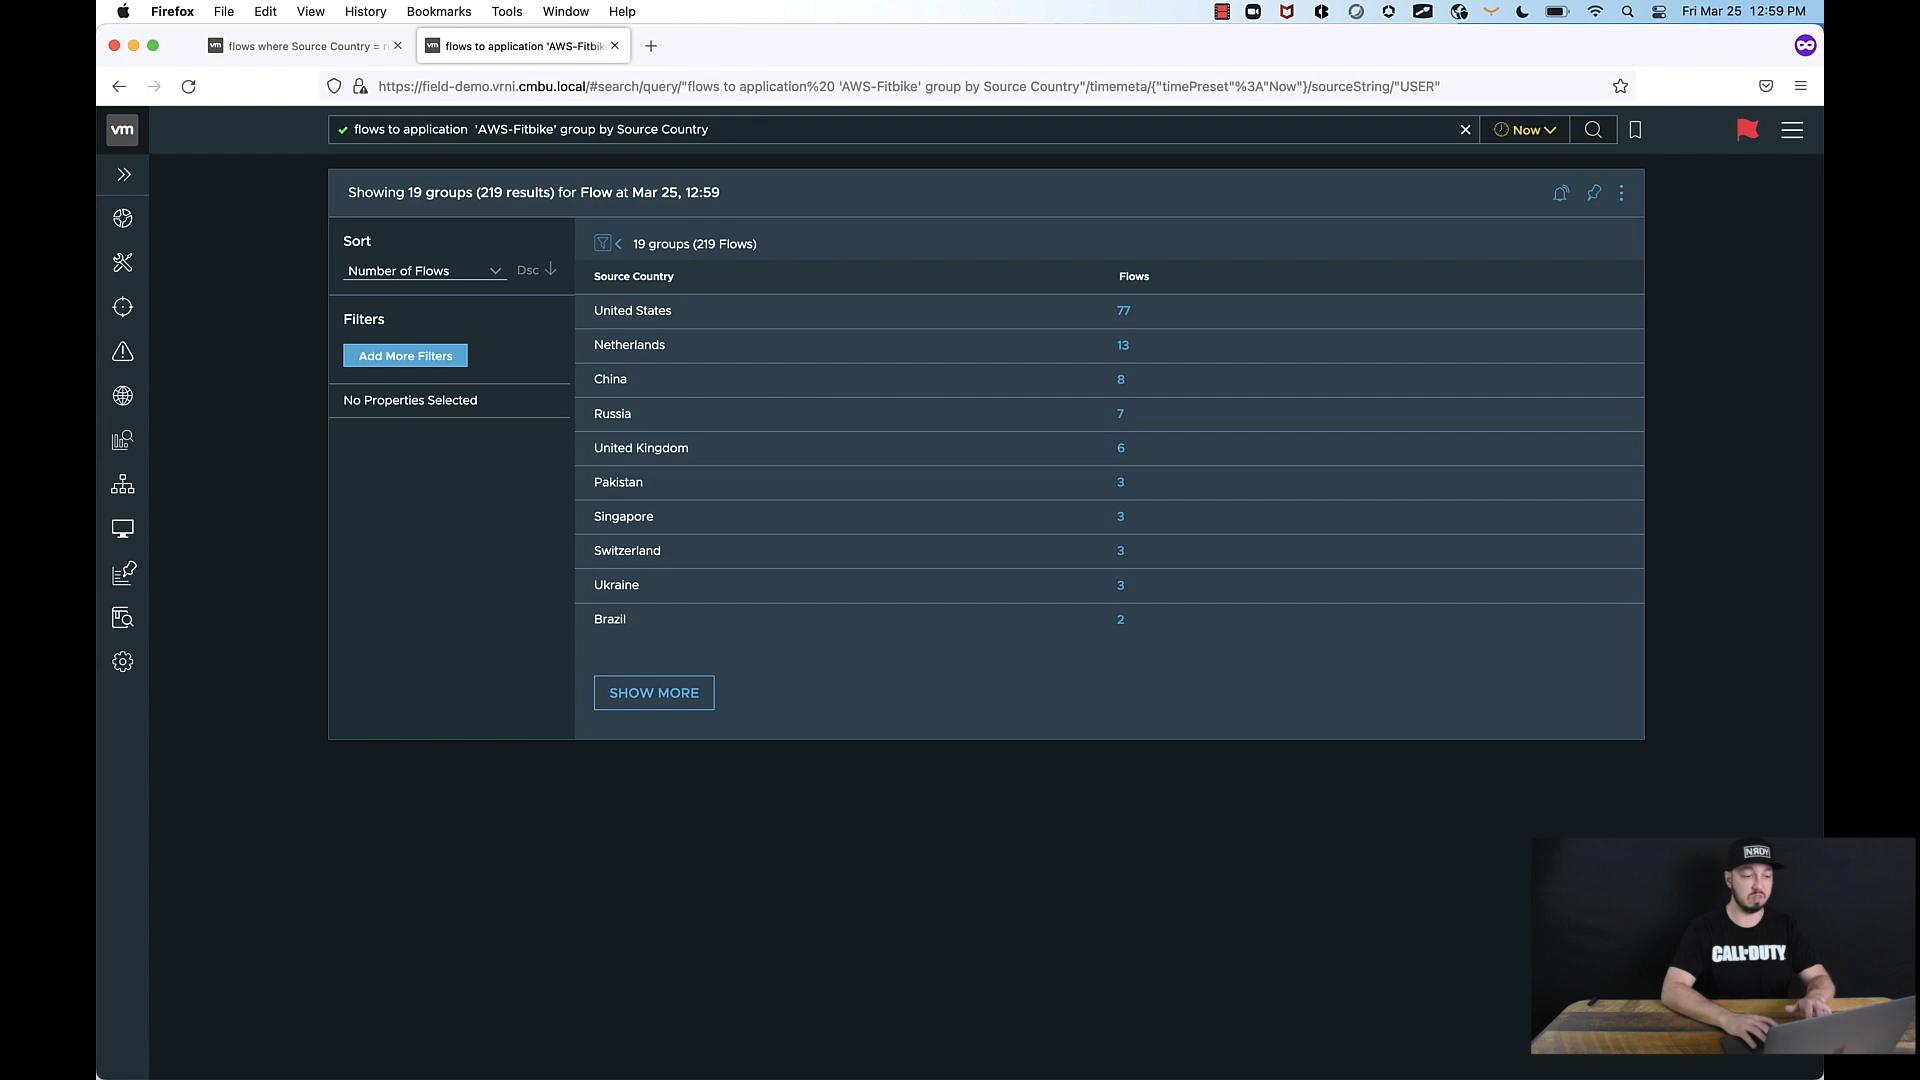 Firefox File Edit View History Bookmarks Tools Window Help Fri Mar 25 12:59 PM
vm flows where Source Country = ru vm flows to application 'AWS-Fitbik
https://field-demo.vrni.cmbu.local/#search/query/"flows to application%20 'AWS-Fitbike' group by Source Country"/timemeta/{"timePreset"%3A"Now"}/sourceString/"USER"
vm flows to application 'AWS-Fitbike' group by Source Country Now
Showing 19 groups (219 results) for Flow at Mar 25, 12:59
Sort
Number of Flows Dsc
Filters
Add More Filters
No Properties Selected
19 groups (219 Flows)
Source Country Flows
United States 77
Netherlands 13
China 8
Russia 7
United Kingdom 6
Pakistan 3
Singapore 3
Switzerland 3
Ukraine 3
Brazil 2
SHOW MORE
NRDY
CALL OF DUTY